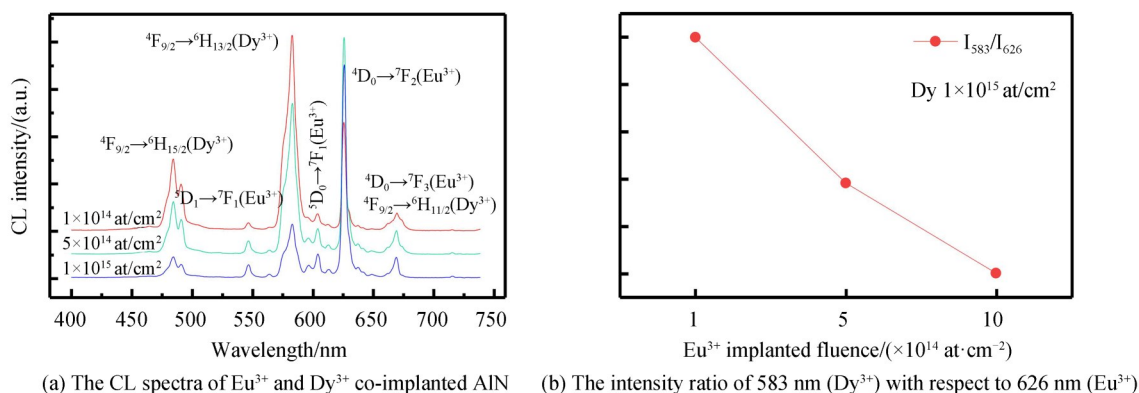 CL intensity/(a.u.)
⁴F₉/₂→⁶H₁₃/₂(Dy³⁺)
⁴D₀→⁷F₂(Eu³⁺)
⁴F₉/₂→⁶H₁₅/₂(Dy³⁺)
⁵D₁→⁷F₁(Eu³⁺)
⁵D₀→⁷F₁(Eu³⁺)
⁴D₀→⁷F₃(Eu³⁺)
⁴F₉/₂→⁶H₁₁/₂(Dy³⁺)
1×10¹⁴ at/cm²
5×10¹⁴ at/cm²
1×10¹⁵ at/cm²
400 450 500 550 600 650 700 750
Wavelength/nm
(a) The CL spectra of Eu³⁺ and Dy³⁺ co-implanted AlN
I₅₈₃/I₆₂₆
Dy 1×10¹⁵ at/cm²
1 5 10
Eu³⁺ implanted fluence/(×10¹⁴ at·cm⁻²)
(b) The intensity ratio of 583 nm (Dy³⁺) with respect to 626 nm (Eu³⁺)